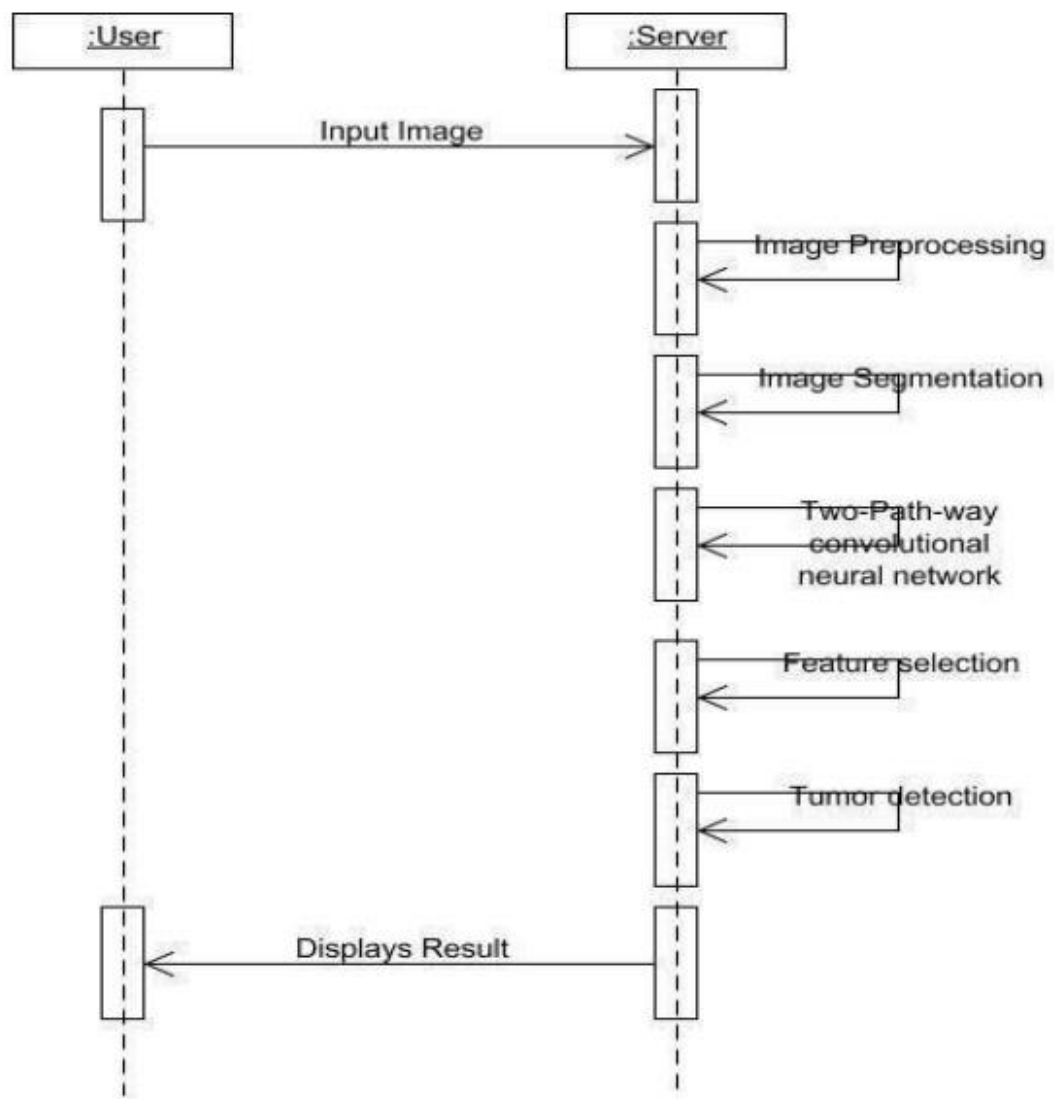 :User
:Server
Input Image
Image Preprocessing
Image Segmentation
Two-Path-way
convolutional
neural network
Feature selection
Tumor detection
Displays Result